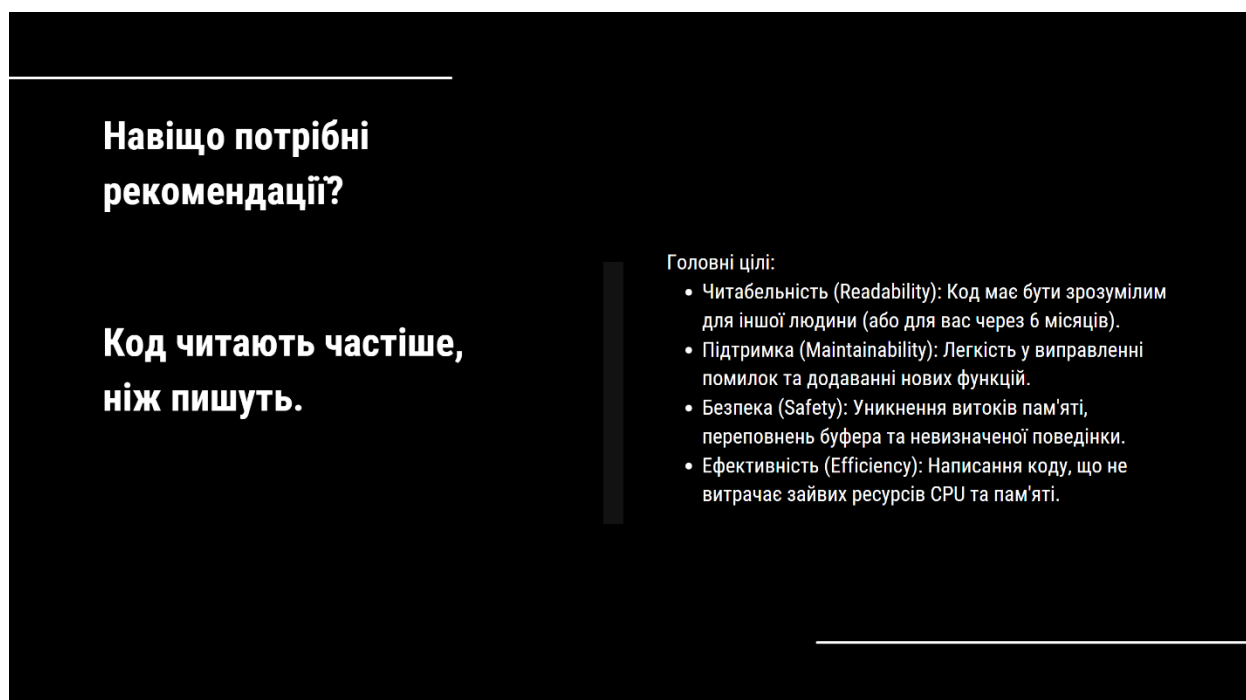 Навіщо потрібні
рекомендації?
Код читають частіше,
ніж пишуть.
Головні цілі:
• Читабельність (Readability): Код має бути зрозумілим
для іншої людини (або для вас через 6 місяців).
• Підтримка (Maintainability): Легкість у виправленні
помилок та додаванні нових функцій.
• Безпека (Safety): Уникнення витоків пам'яті,
переповнень буфера та невизначеної поведінки.
• Ефективність (Efficiency): Написання коду, що не
витрачає зайвих ресурсів CPU та пам'яті.